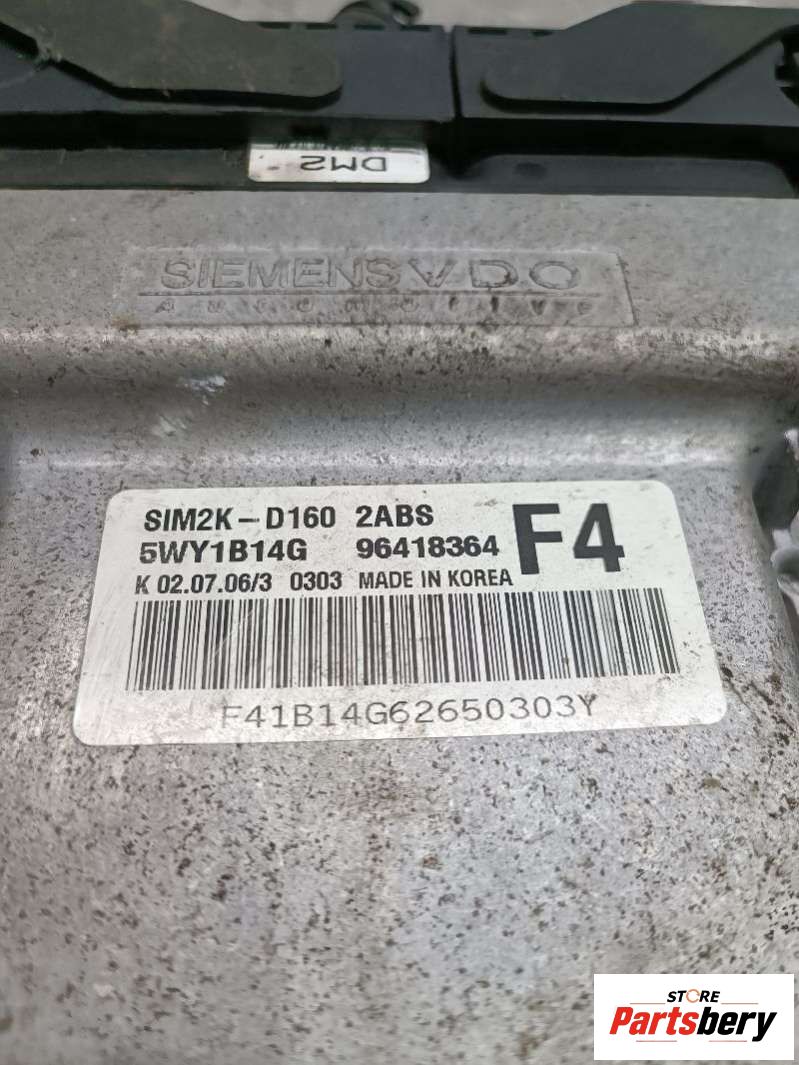 DM2
SIEMENS VDO
AUTOMOTIVE
SIM2K-D160 2ABS
5WY1B14G 96418364 F4
K 02.07.06/3 0303 MADE IN KOREA
F41B14G62650303Y
STORE
Partsbery